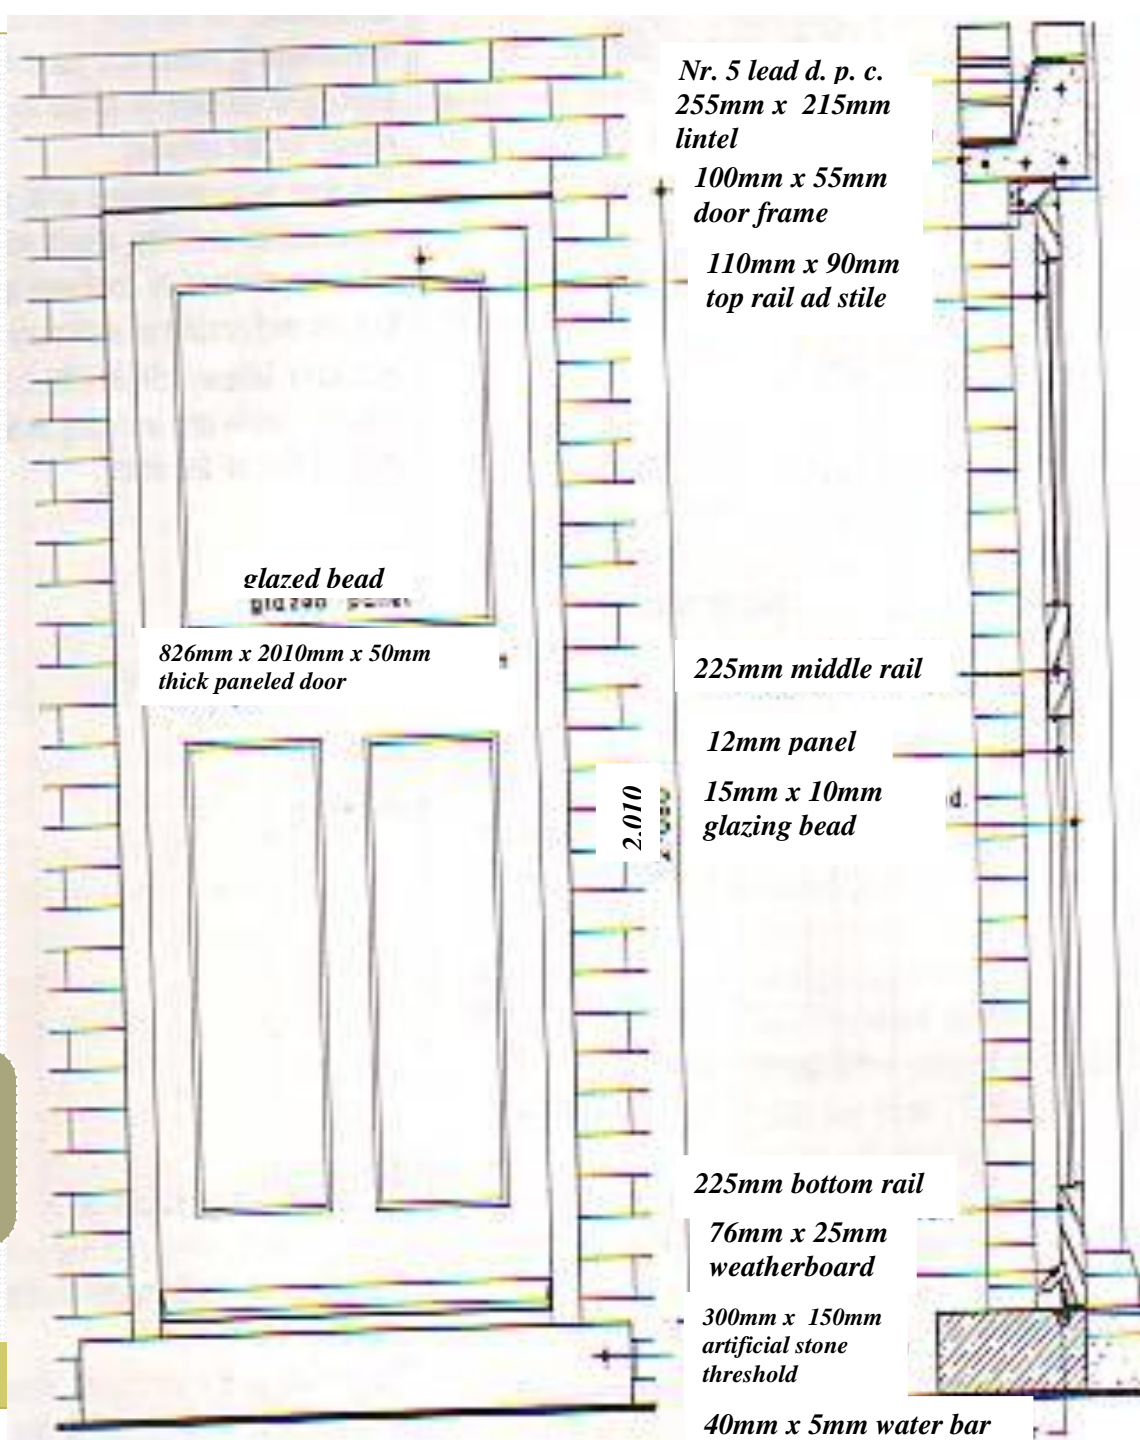 Nr. 5 lead d. p. c.
255mm x 215mm
lintel
100mm x 55mm
door frame
110mm x 90mm
top rail ad stile
glazed bead
826mm x 2010mm x 50mm
thick paneled door
225mm middle rail
12mm panel
2.010
15mm x 10mm
glazing bead
d.
225mm bottom rail
76mm x 25mm
weatherboard
300mm x 150mm
artificial stone
threshold
40mm x 5mm water bar